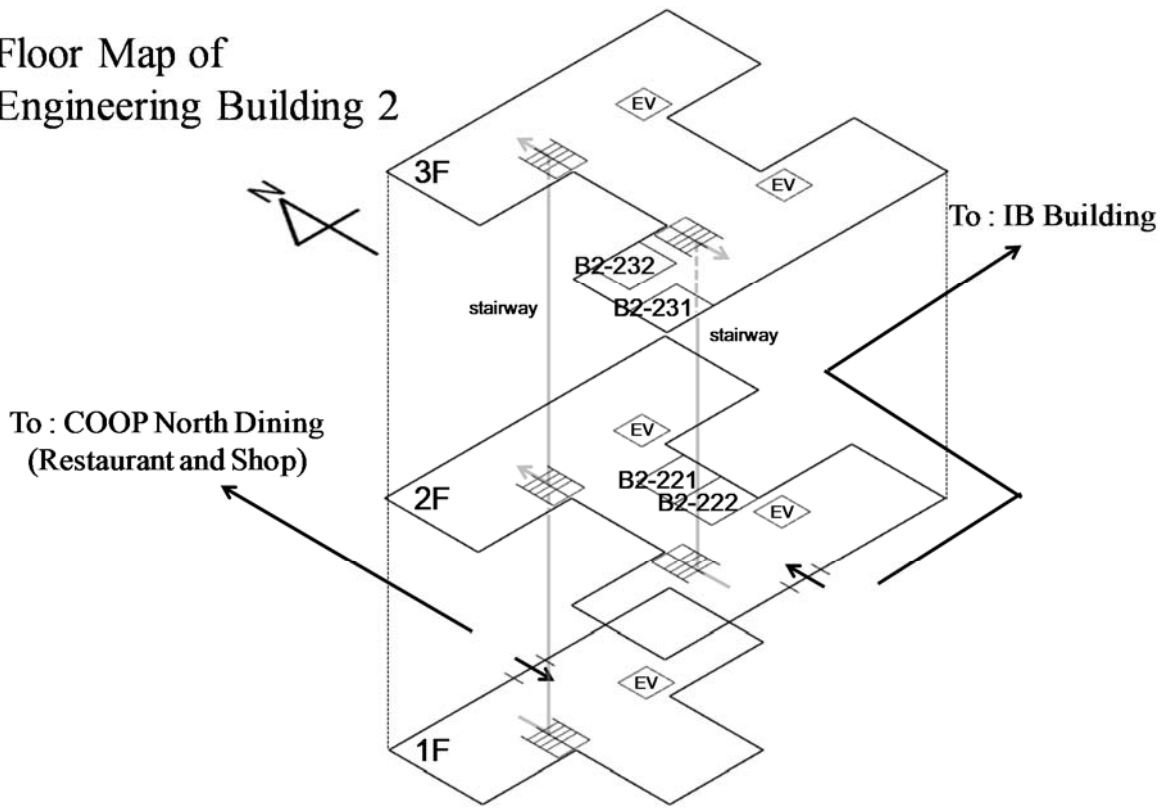 Floor Map of
Engineering Building 2
EV
3F
EV
N
To : IB Building
B2-232
B2-231
stairway
stairway
To : COOP North Dining
(Restaurant and Shop)
EV
B2-221
2F
B2-222
EV
EV
1F